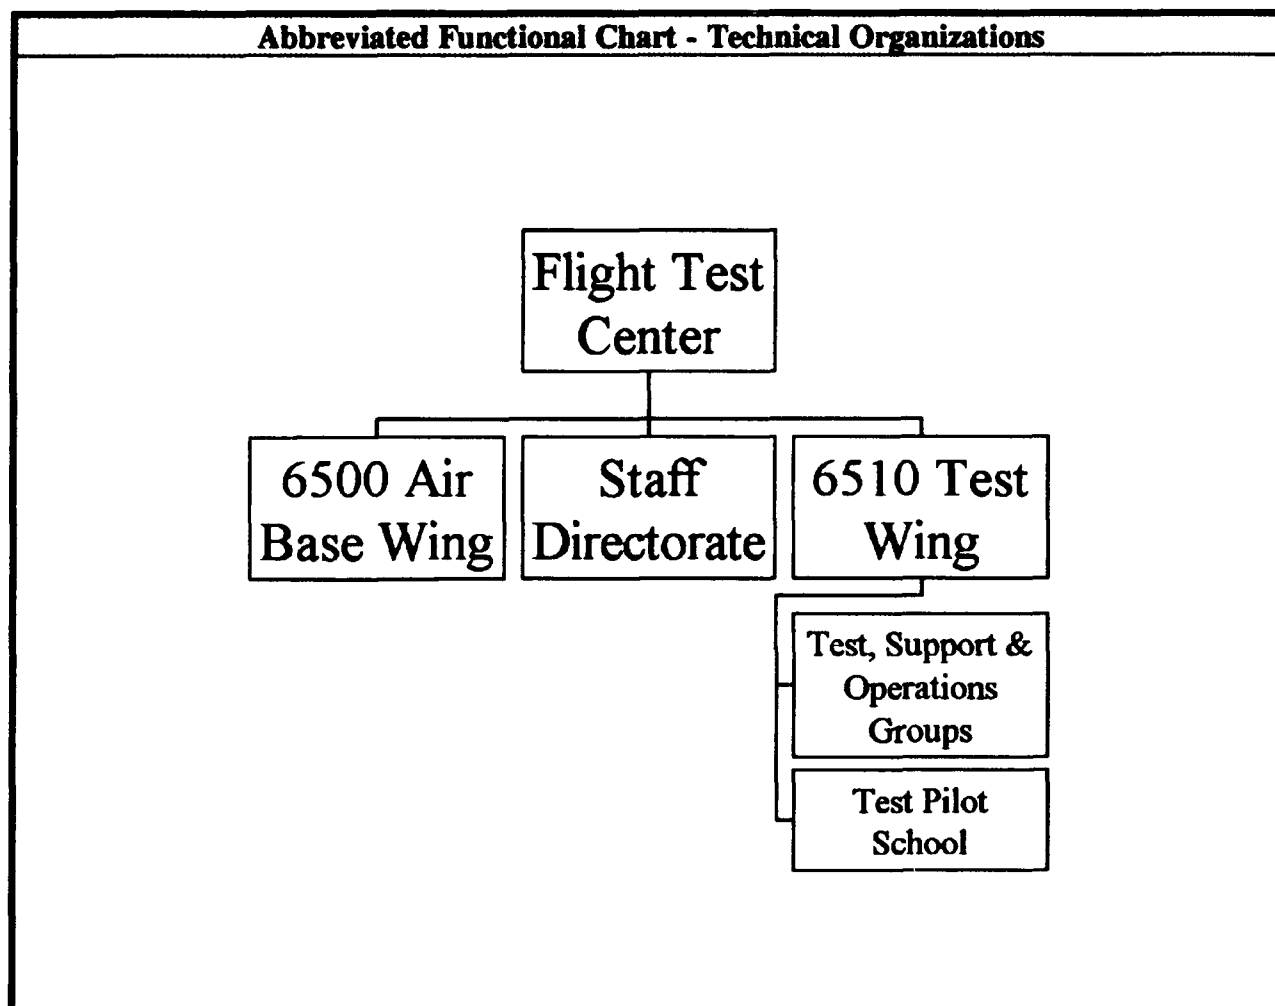 Abbreviated Functional Chart - Technical Organizations
Flight Test
Center
6500 Air
Base Wing
Staff
Directorate
6510 Test
Wing
Test, Support &
Operations
Groups
Test Pilot
School